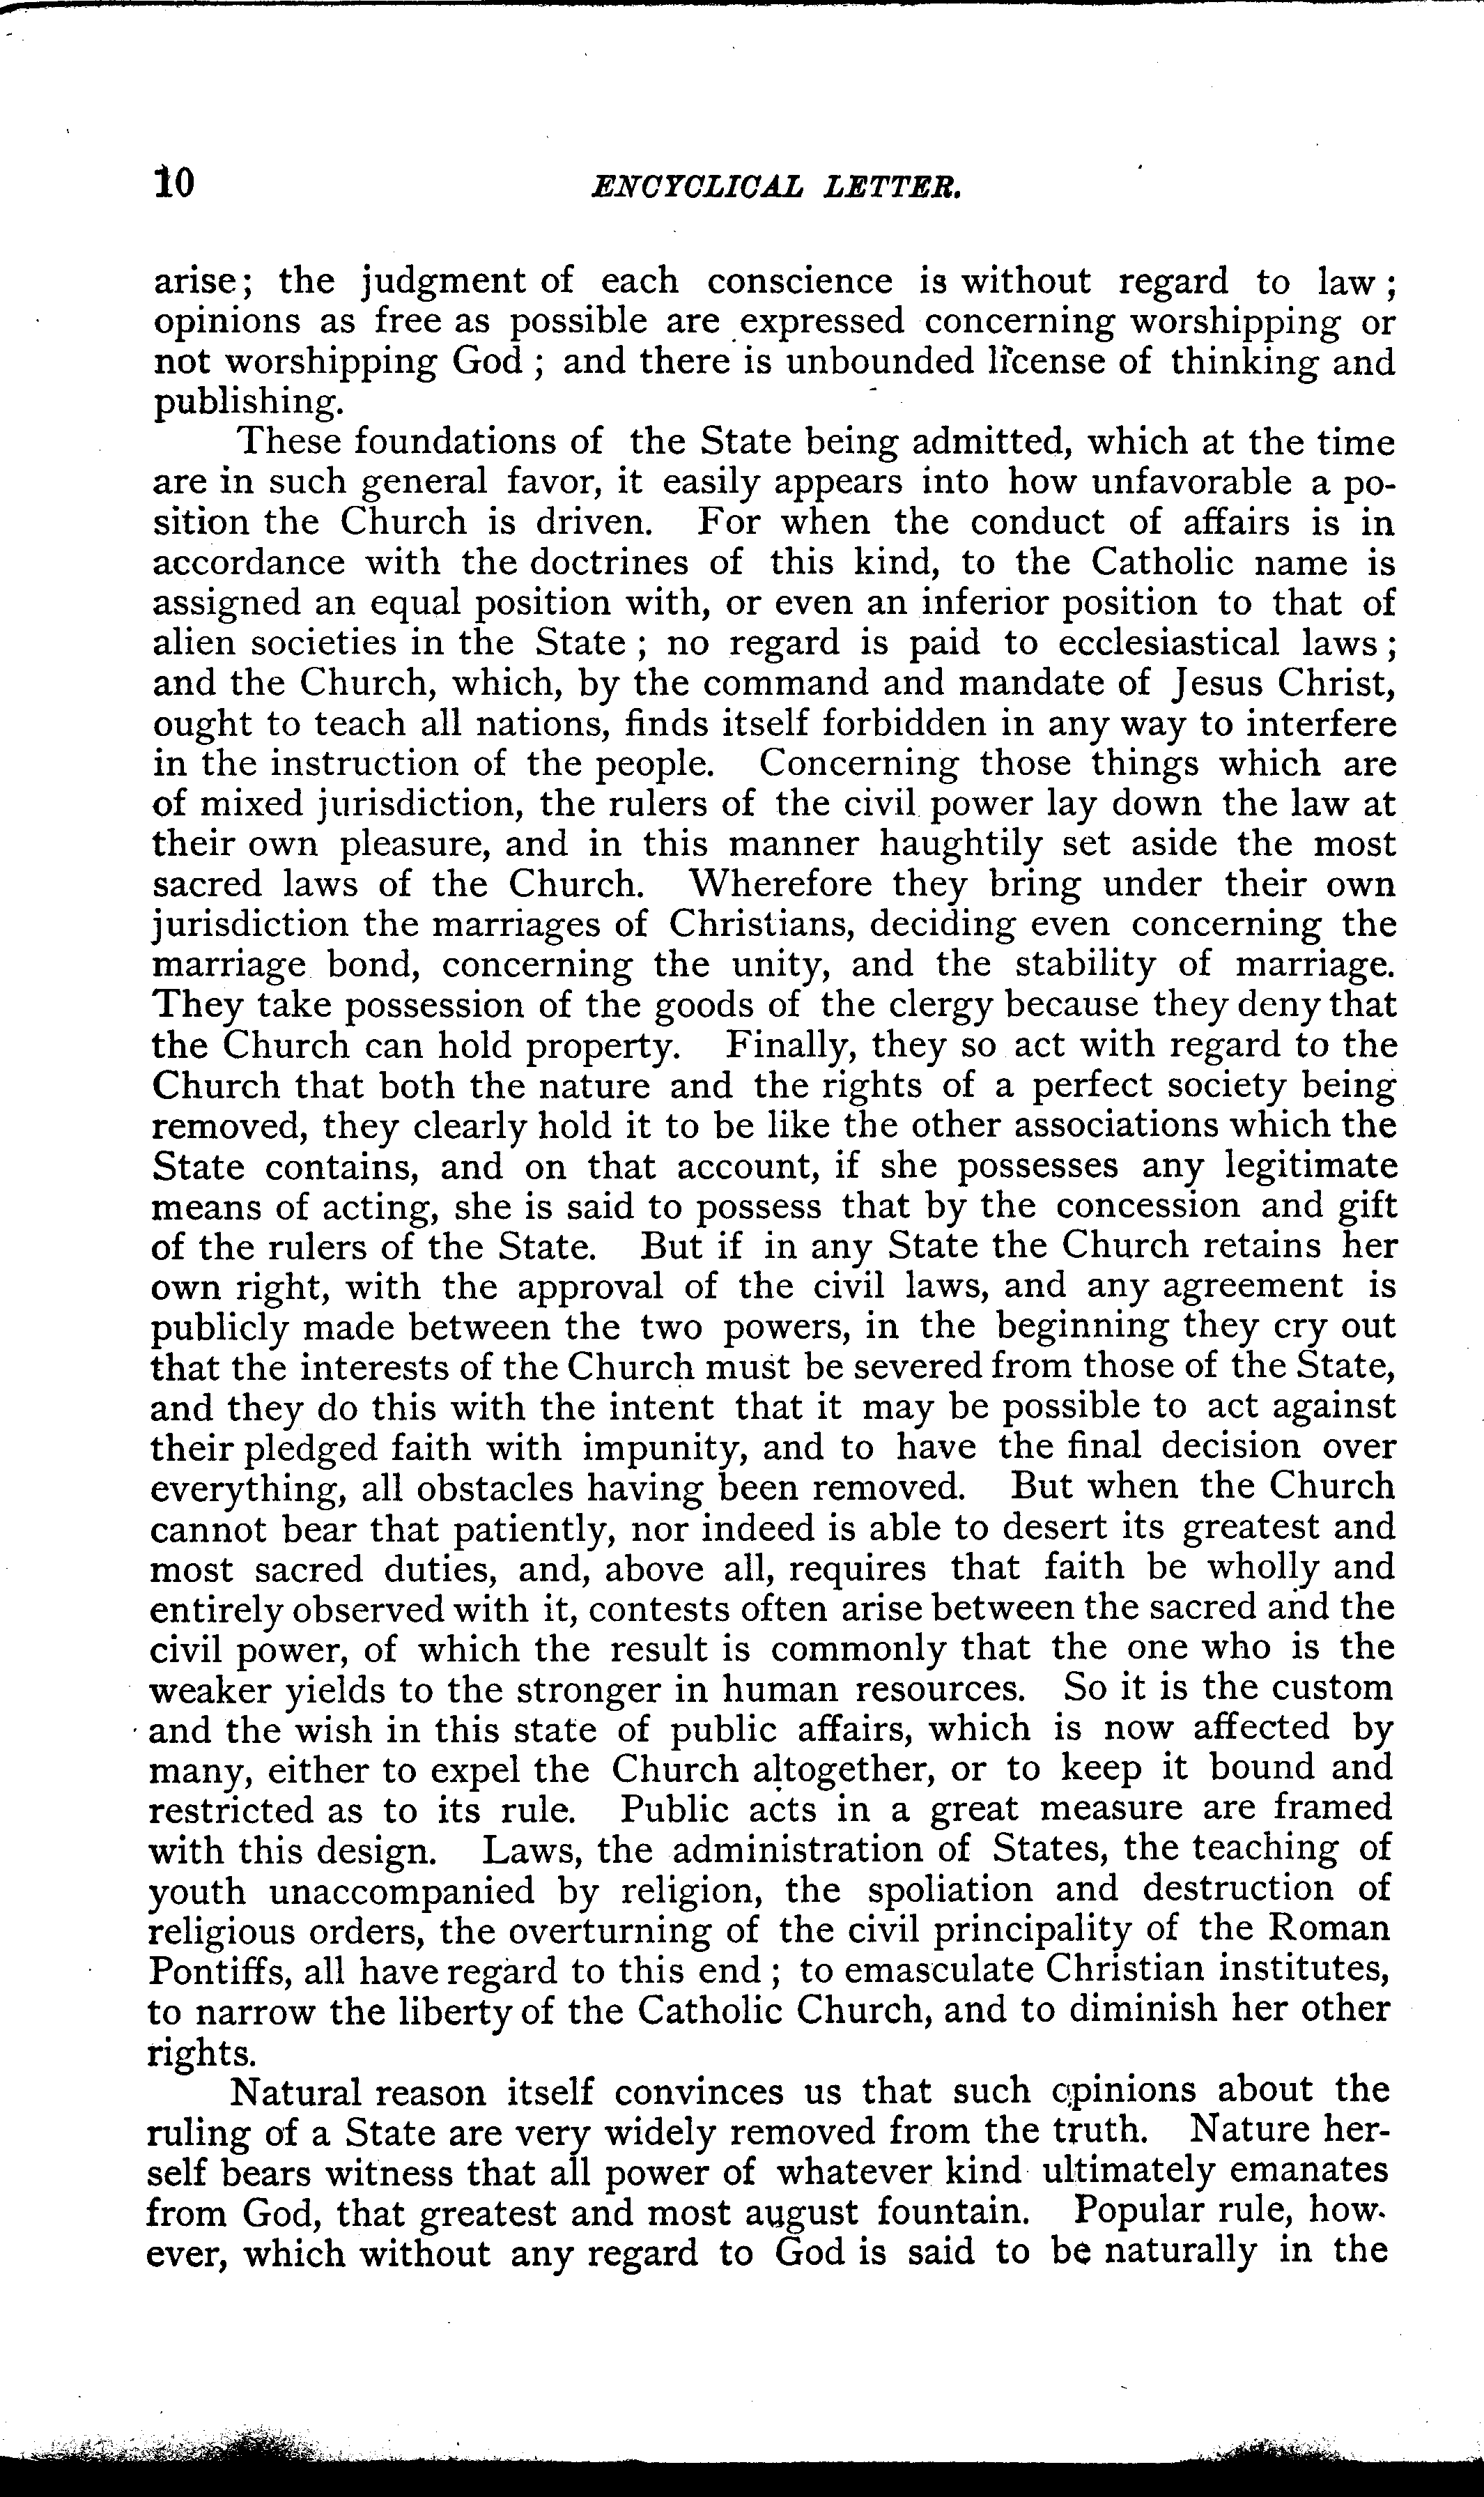 10 ENCYCLICAL LETTER.
arise; the judgment of each conscience is without regard to law;
opinions as free as possible are expressed concerning worshipping or
not worshipping God; and there is unbounded license of thinking and
publishing.
These foundations of the State being admitted, which at the time
are in such general favor, it easily appears into how unfavorable a po-
sition the Church is driven. For when the conduct of affairs is in
accordance with the doctrines of this kind, to the Catholic name is
assigned an equal position with, or even an inferior position to that of
alien societies in the State; no regard is paid to ecclesiastical laws;
and the Church, which, by the command and mandate of Jesus Christ,
ought to teach all nations, finds itself forbidden in any way to interfere
in the instruction of the people. Concerning those things which are
of mixed jurisdiction, the rulers of the civil power lay down the law at
their own pleasure, and in this manner haughtily set aside the most
sacred laws of the Church. Wherefore they bring under their own
jurisdiction the marriages of Christians, deciding even concerning the
marriage bond, concerning the unity, and the stability of marriage.
They take possession of the goods of the clergy because they deny that
the Church can hold property. Finally, they so act with regard to the
Church that both the nature and the rights of a perfect society being
removed, they clearly hold it to be like the other associations which the
State contains, and on that account, if she possesses any legitimate
means of acting, she is said to possess that by the concession and gift
of the rulers of the State. But if in any State the Church retains her
own right, with the approval of the civil laws, and any agreement is
publicly made between the two powers, in the beginning they cry out
that the interests of the Church must be severed from those of the State,
and they do this with the intent that it may be possible to act against
their pledged faith with impunity, and to have the final decision over
everything, all obstacles having been removed. But when the Church
cannot bear that patiently, nor indeed is able to desert its greatest and
most sacred duties, and, above all, requires that faith be wholly and
entirely observed with it, contests often arise between the sacred and the
civil power, of which the result is commonly that the one who is the
weaker yields to the stronger in human resources. So it is the custom
and the wish in this state of public affairs, which is now affected by
many, either to expel the Church altogether, or to keep it bound and
restricted as to its rule. Public acts in a great measure are framed
with this design. Laws, the administration of States, the teaching of
youth unaccompanied by religion, the spoliation and destruction of
religious orders, the overturning of the civil principality of the Roman
Pontiffs, all have regard to this end; to emasculate Christian institutes,
to narrow the liberty of the Catholic Church, and to diminish her other
rights.
Natural reason itself convinces us that such opinions about the
ruling of a State are very widely removed from the truth. Nature her-
self bears witness that all power of whatever kind ultimately emanates
from God, that greatest and most august fountain. Popular rule, how-
ever, which without any regard to God is said to be naturally in the